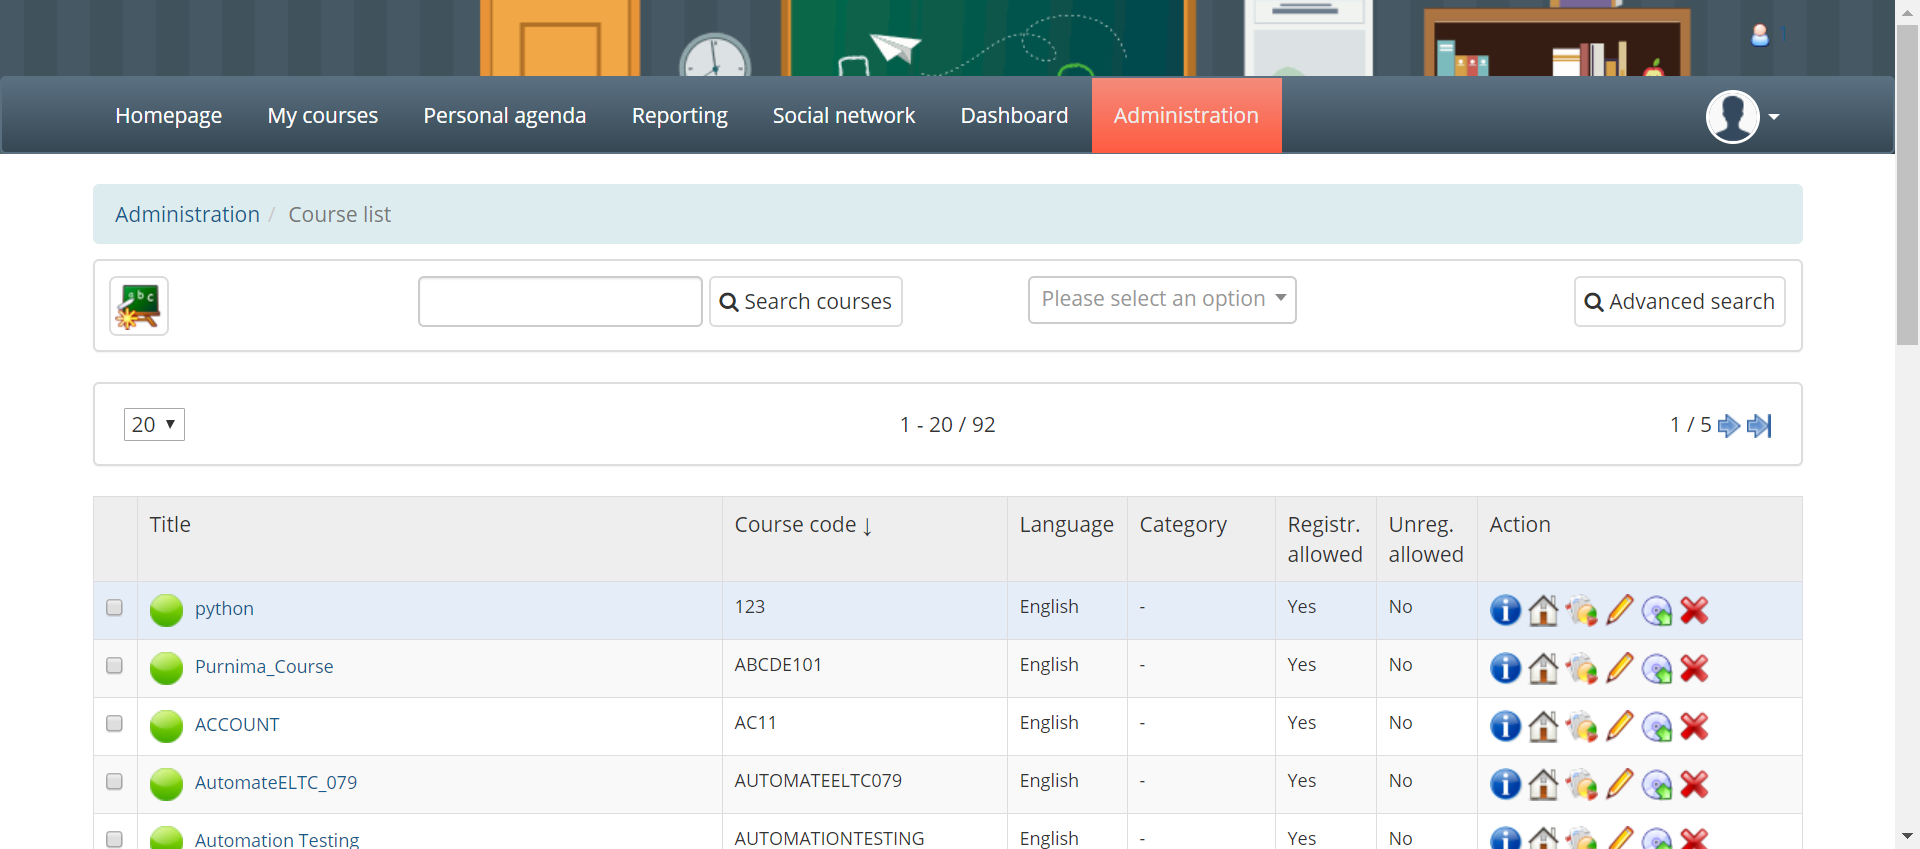 1
Homepage My courses Personal agenda Reporting Social network Dashboard Administration
Administration / Course list
abc
Search courses Please select an option Advanced search
20 1 - 20 / 92 1 / 5
Title Course code ↓ Language Category Registr. allowed Unreg. allowed Action
python 123 English - Yes No
Purnima_Course ABCDE101 English - Yes No
ACCOUNT AC11 English - Yes No
AutomateELTC_079 AUTOMATEELTC079 English - Yes No
Automation Testing AUTOMATIONTESTING English - Yes No